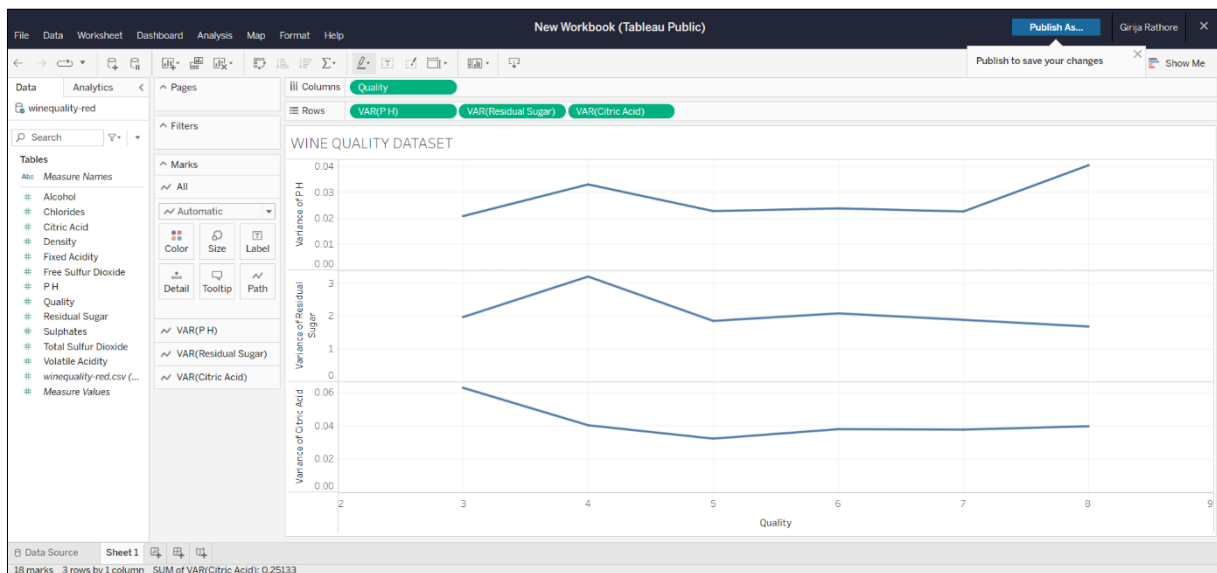 New Workbook (Tableau Public)
Publish As...
Girija Rathore
File Data Worksheet Dashboard Analysis Map Format Help
Publish to save your changes
Show Me
Data Analytics
winequality-red
Search
Tables
Abc Measure Names
# Alcohol
# Chlorides
# Citric Acid
# Density
# Fixed Acidity
# Free Sulfur Dioxide
# P H
# Quality
# Residual Sugar
# Sulphates
# Total Sulfur Dioxide
# Volatile Acidity
# winequality-red.csv (...
# Measure Values
Pages
Filters
Marks
All
Automatic
Color Size Label
Detail Tooltip Path
VAR(P H)
VAR(Residual Sugar)
VAR(Citric Acid)
Columns Quality
Rows VAR(P H) VAR(Residual Sugar) VAR(Citric Acid)
WINE QUALITY DATASET
Variance of P H
0.04
0.03
0.02
0.01
0.00
Variance of Residual
Sugar
3
2
1
0
Variance of Citric Acid
0.06
0.04
0.02
0.00
2 3 4 5 6 7 8 9
Quality
Data Source Sheet 1
18 marks 3 rows by 1 column SUM of VAR(Citric Acid): 0.25133